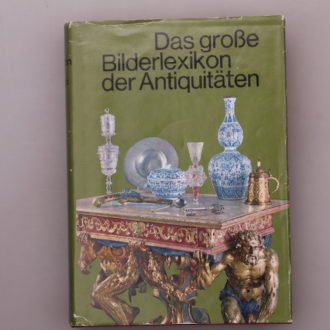 Das große
Bilderlexikon
der Antiquitäten